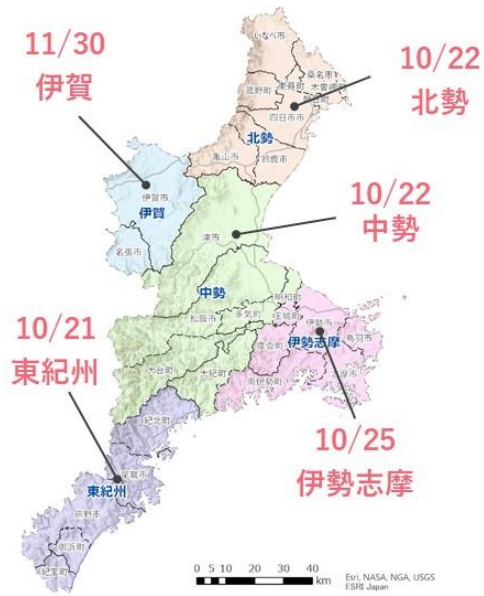 11/30
伊賀
10/22
北勢
10/22
中勢
10/21
東紀州
10/25
伊勢志摩
いなべ市
桑名市
木曽岬町
東員町
菰野町
四日市市
北勢
亀山市
鈴鹿市
伊賀市
伊賀
名張市
津市
中勢
明和町
松阪市
多気町
玉城町
伊勢市
伊勢志摩
鳥羽市
度会町
志摩市
大台町
大紀町
南伊勢町
紀北町
尾鷲市
東紀州
熊野市
御浜町
紀宝町
0 5 10 20 30 40
km
Esri, NASA, NGA, USGS
ESRI Japan